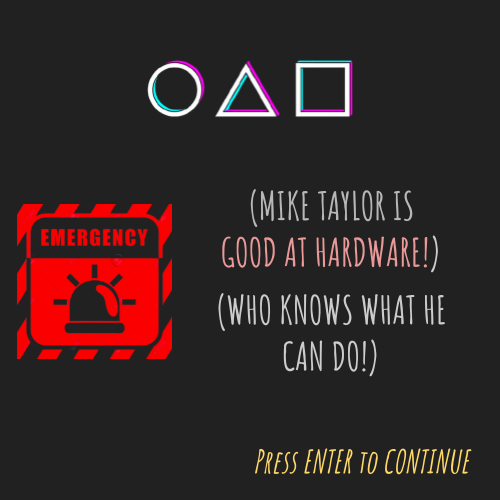 EMERGENCY
(MIKE TAYLOR IS
GOOD AT HARDWARE!)
(WHO KNOWS WHAT HE
CAN DO!)
PRESS ENTER TO CONTINUE